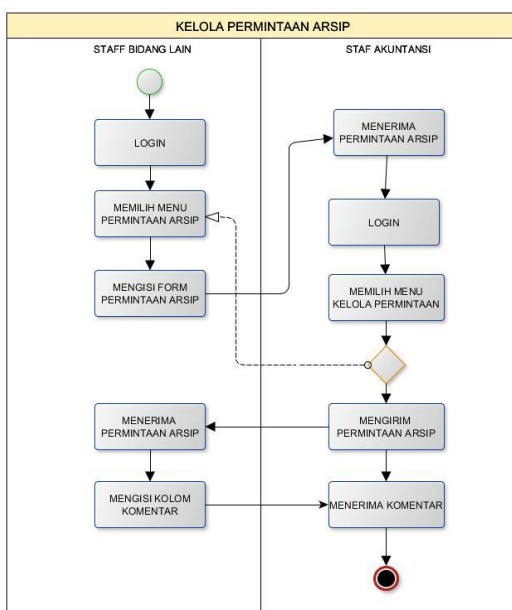 KELOLA PERMINTAAN ARSIP
STAFF BIDANG LAIN
STAF AKUNTANSI
LOGIN
MEMILIH MENU
PERMINTAAN ARSIP
MENGISI FORM
PERMINTAAN ARSIP
MENERIMA
PERMINTAAN ARSIP
LOGIN
MEMILIH MENU
KELOLA PERMINTAAN
MENGIRIM
PERMINTAAN ARSIP
MENERIMA
PERMINTAAN ARSIP
MENGISI KOLOM
KOMENTAR
MENERIMA KOMENTAR